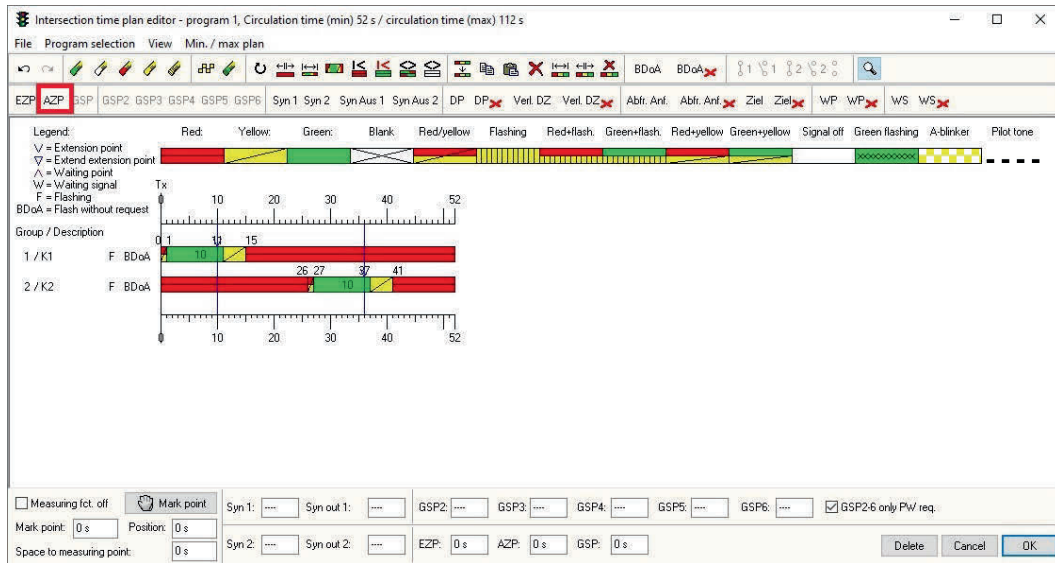 Intersection time plan editor - program 1, Circulation time (min) 52 s / circulation time (max) 112 s
File Program selection View Min. / max plan
BDoA BDoA 1 1 2 2
EZP AZP GSP GSP2 GSP3 GSP4 GSP5 GSP6 Syn 1 Syn 2 Syn Aus 1 Syn Aus 2 DP DP Verl. DZ Verl. DZ Abfr. Anf. Abfr. Anf. Ziel Ziel WP WP WS WS
Legend: Red: Yellow: Green: Blank Red/yellow Flashing Red+flash. Green+flash. Red+yellow Green+yellow Signal off Green flashing A-blinker Pilot tone
V = Extension point
∇ = Extend extension point
Λ = Waiting point
W = Waiting signal
F = Flashing
BDoA = Flash without request
Tx
0 10 20 30 40 52
Group / Description
0 1 11 15
1 / K1 F BDoA 10
26 27 37 41
2 / K2 F BDoA 10
0 10 20 30 40 52
Measuring fct. off Mark point Syn 1: ---- Syn out 1: ---- GSP2: ---- GSP3: ---- GSP4: ---- GSP5: ---- GSP6: ---- GSP2-6 only PW req.
Mark point: 0 s Position: 0 s
Space to measuring point: 0 s Syn 2: ---- Syn out 2: ---- EZP: 0 s AZP: 0 s GSP: 0 s Delete Cancel OK